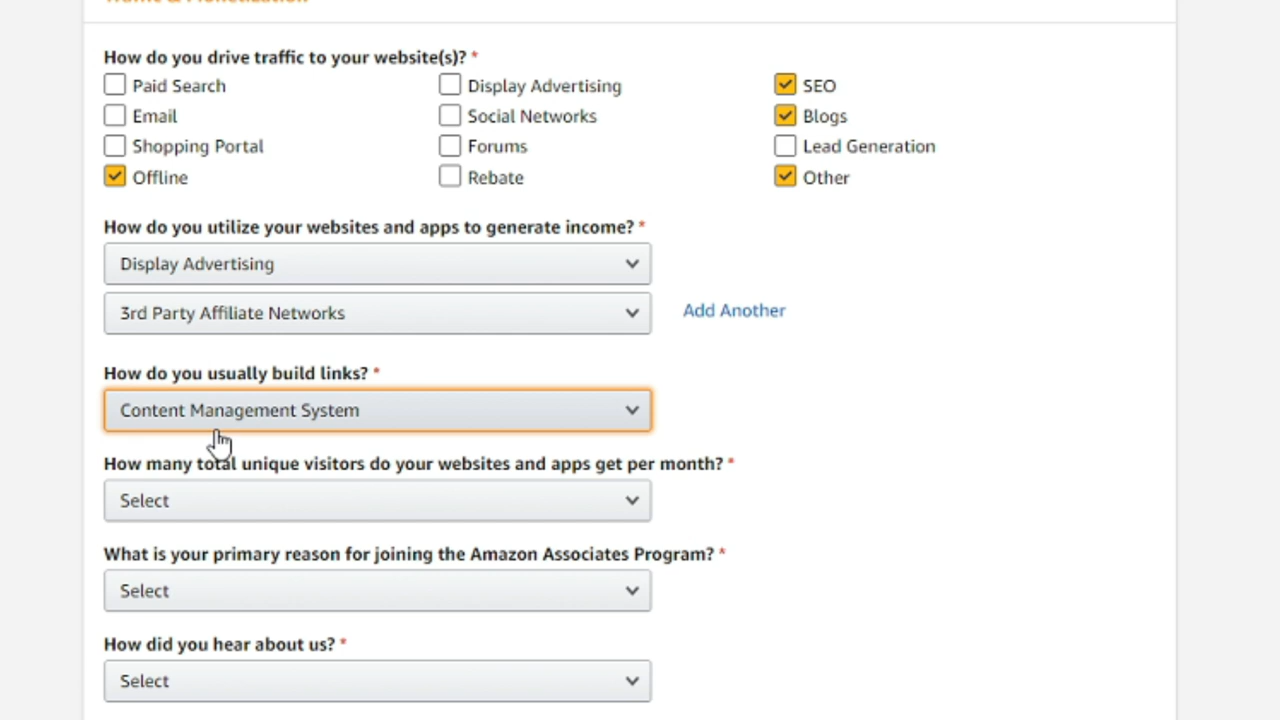 Traffic & Monetization
How do you drive traffic to your website(s)? *
Paid Search Display Advertising SEO
Email Social Networks Blogs
Shopping Portal Forums Lead Generation
Offline Rebate Other
How do you utilize your websites and apps to generate income? *
Display Advertising
3rd Party Affiliate Networks Add Another
How do you usually build links? *
Content Management System
How many total unique visitors do your websites and apps get per month? *
Select
What is your primary reason for joining the Amazon Associates Program? *
Select
How did you hear about us? *
Select